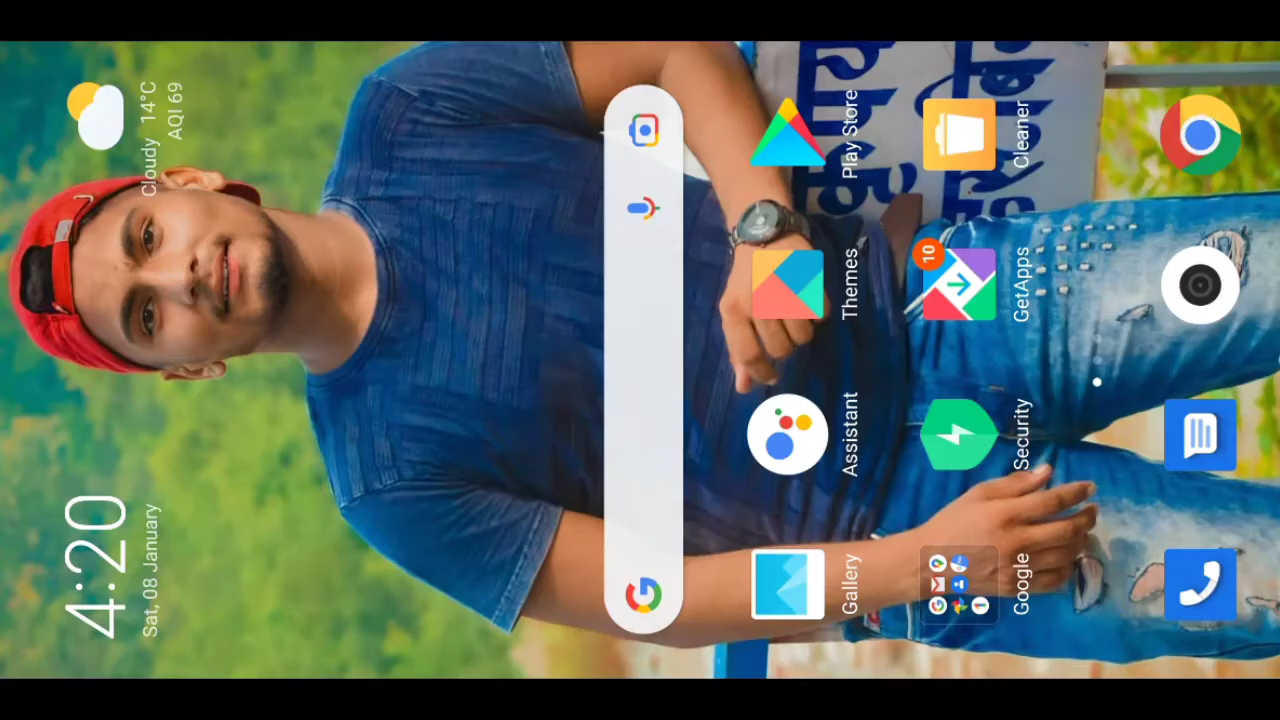 4:20
Sat, 08 January
Cloudy 14°C
AQI 69
Gallery
Assistant
Themes
Play Store
10
Google
Security
GetApps
Cleaner